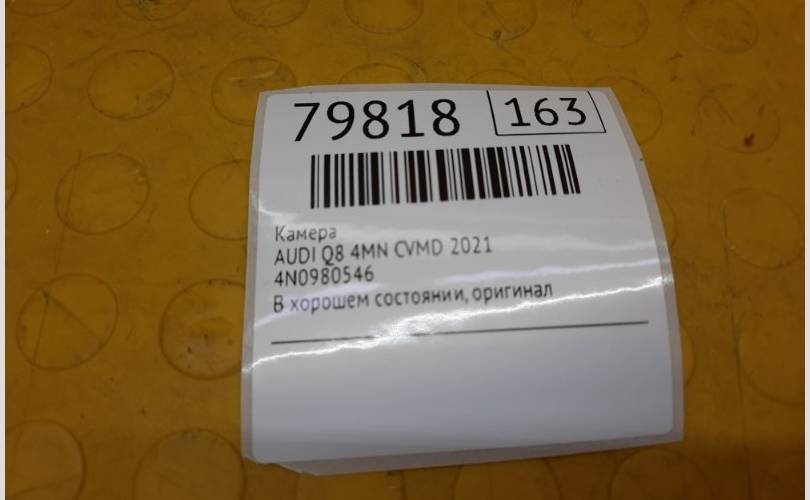 79818 163
Камера
AUDI Q8 4MN CVMD 2021
4N0980546
В хорошем состоянии, оригинал